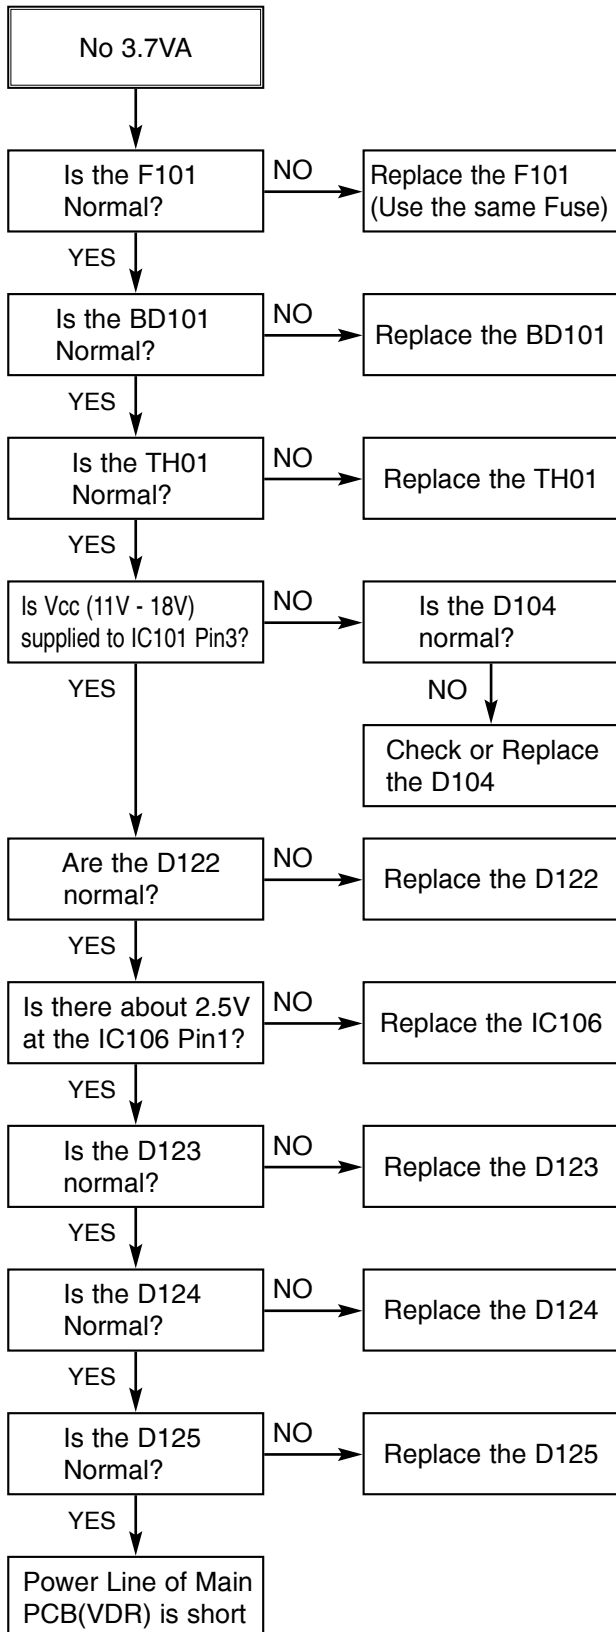 No 3.7VA
Is the F101
Normal?
NO
Replace the F101
(Use the same Fuse)
YES
Is the BD101
Normal?
NO
Replace the BD101
YES
Is the TH01
Normal?
NO
Replace the TH01
YES
Is Vcc (11V - 18V)
supplied to IC101 Pin3?
NO
Is the D104
normal?
YES
NO
Check or Replace
the D104
Are the D122
normal?
NO
Replace the D122
YES
Is there about 2.5V
at the IC106 Pin1?
NO
Replace the IC106
YES
Is the D123
normal?
NO
Replace the D123
YES
Is the D124
Normal?
NO
Replace the D124
YES
Is the D125
Normal?
NO
Replace the D125
YES
Power Line of Main
PCB(VDR) is short